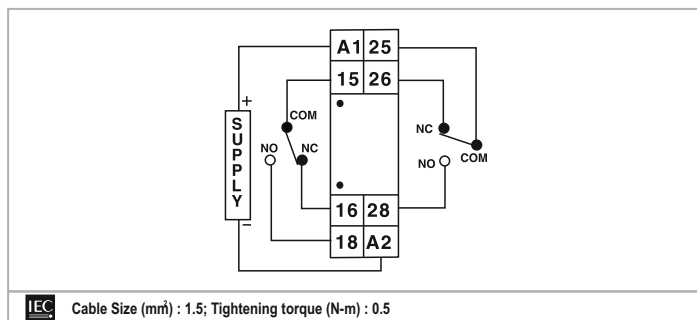 A1 25
15 26
+
COM
NO
NC
SUPPLY
NC
NO
COM
16 28
–
18 A2
IEC Cable Size (mm²) : 1.5; Tightening torque (N-m) : 0.5